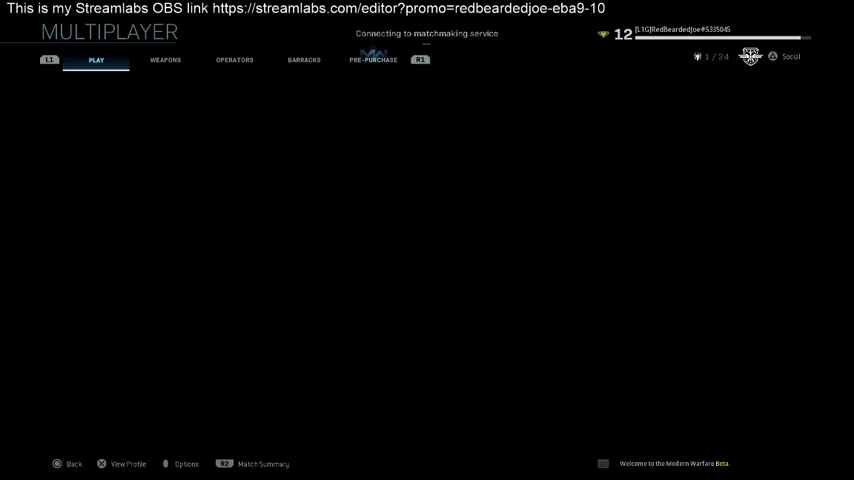 This is my Streamlabs OBS link https://streamlabs.com/editor?promo=redbeardedjoe-eba9-10
MULTIPLAYER
Connecting to matchmaking service
12 [L1G]RedBeardedJoe#5335045
L1 PLAY WEAPONS OPERATORS BARRACKS PRE-PURCHASE R1
1 / 24 Social
Back View Profile Options R2 Match Summary
Welcome to the Modern Warfare Beta.